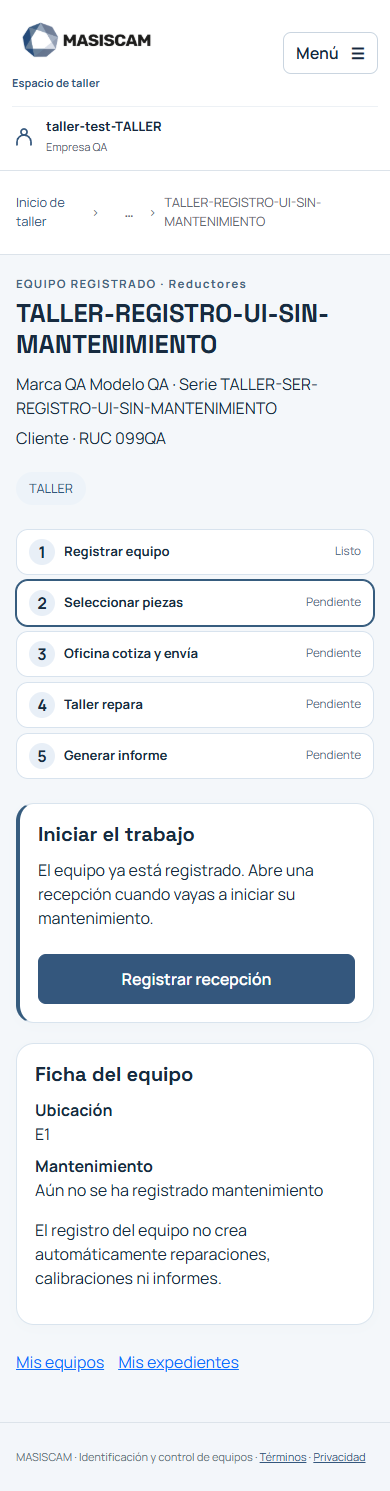 MASISCAM
Menú ☰
Espacio de taller
taller-test-TALLER
Empresa QA
Inicio de
taller
›
...
›
TALLER-REGISTRO-UI-SIN-
MANTENIMIENTO
EQUIPO REGISTRADO · Reductores
TALLER-REGISTRO-UI-SIN-
MANTENIMIENTO
Marca QA Modelo QA · Serie TALLER-SER-
REGISTRO-UI-SIN-MANTENIMIENTO
Cliente · RUC 099QA
TALLER
1 Registrar equipo Listo
2 Seleccionar piezas Pendiente
3 Oficina cotiza y envía Pendiente
4 Taller repara Pendiente
5 Generar informe Pendiente
Iniciar el trabajo
El equipo ya está registrado. Abre una
recepción cuando vayas a iniciar su
mantenimiento.
Registrar recepción
Ficha del equipo
Ubicación
E1
Mantenimiento
Aún no se ha registrado mantenimiento
El registro del equipo no crea
automáticamente reparaciones,
calibraciones ni informes.
Mis equipos Mis expedientes
MASISCAM · Identificación y control de equipos · Términos · Privacidad